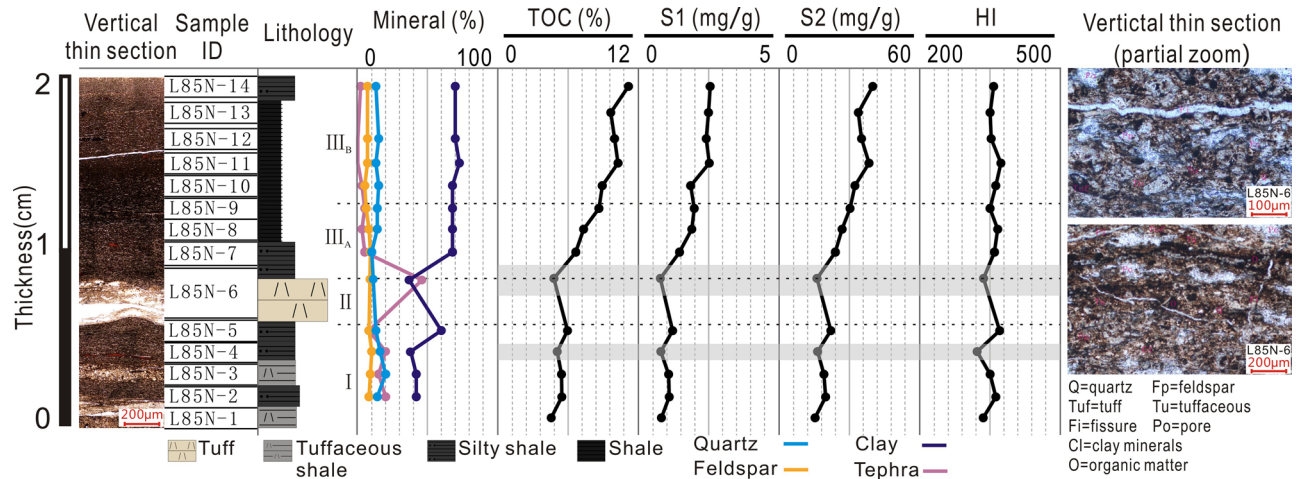 Vertical
thin section
Sample
ID
Lithology
Mineral (%)
0 100
TOC (%)
0 12
S1 (mg/g)
0 5
S2 (mg/g)
0 60
HI
200 500
Vertictal thin section
(partial zoom)
Thickness(cm)
2
1
0
L85N-14
L85N-13
L85N-12
L85N-11
L85N-10
L85N-9
L85N-8
L85N-7
L85N-6
L85N-5
L85N-4
L85N-3
L85N-2
L85N-1
200μm
IIIB
IIIA
II
I
L85N-6
100μm
L85N-6
200μm
Q=quartz Fp=feldspar
Tuf=tuff Tu=tuffaceous
Fi=fissure Po=pore
Cl=clay minerals
O=organic matter
Tuff
Tuffaceous
shale
Silty shale
Shale
Quartz
Feldspar
Clay
Tephra